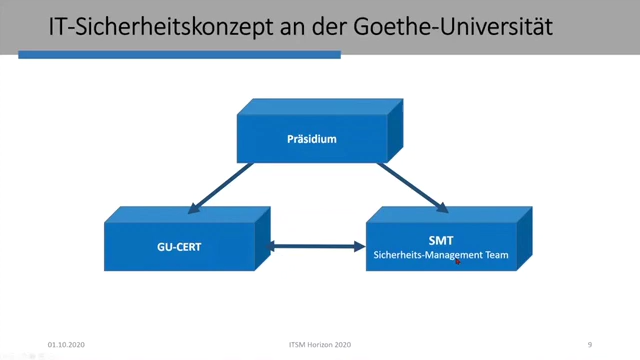 IT-Sicherheitskonzept an der Goethe-Universität
Präsidium
GU-CERT
SMT
Sicherheits-Management Team
01.10.2020
ITSM Horizon 2020
9